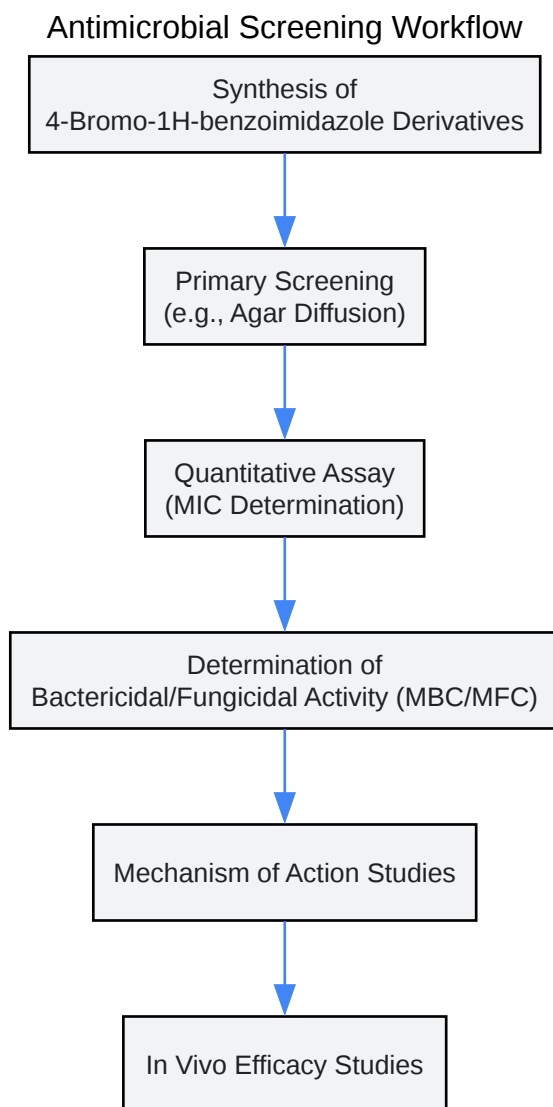 Antimicrobial Screening Workflow
Synthesis of
4-Bromo-1H-benzoimidazole Derivatives
Primary Screening
(e.g., Agar Diffusion)
Quantitative Assay
(MIC Determination)
Determination of
Bactericidal/Fungicidal Activity (MBC/MFC)
Mechanism of Action Studies
In Vivo Efficacy Studies